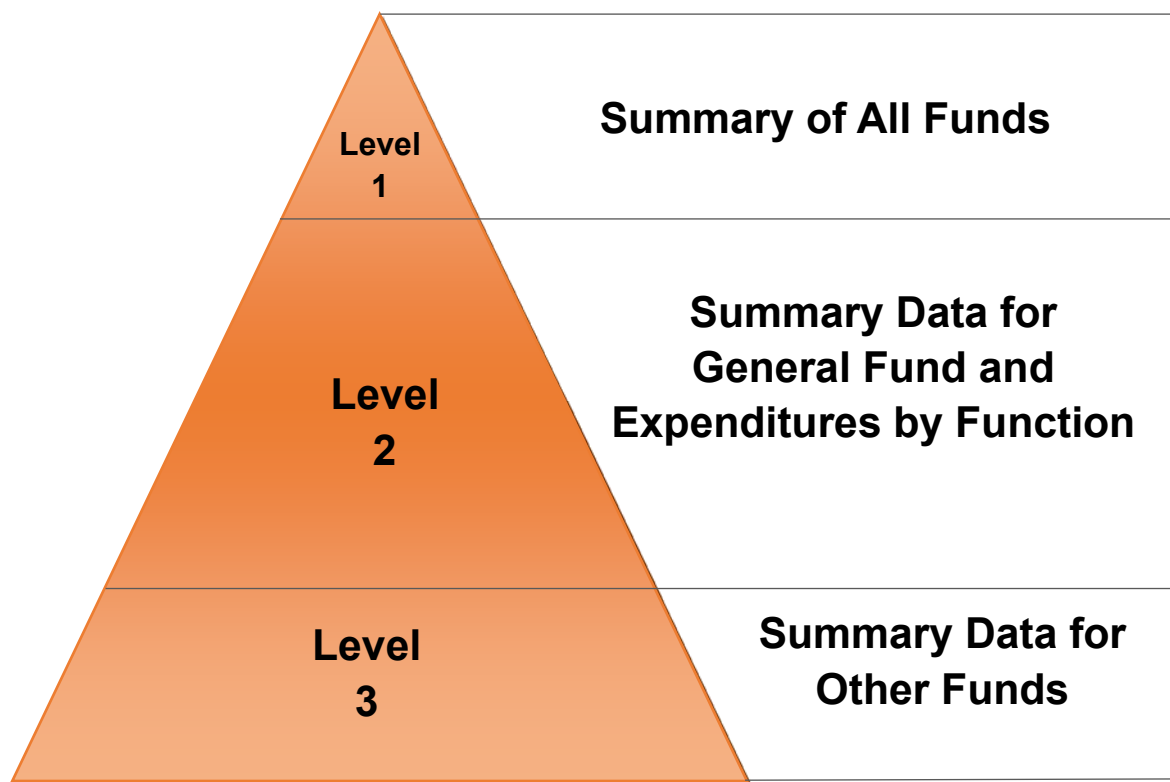 Level
1
Summary of All Funds
Level
2
Summary Data for
General Fund and
Expenditures by Function
Level
3
Summary Data for
Other Funds